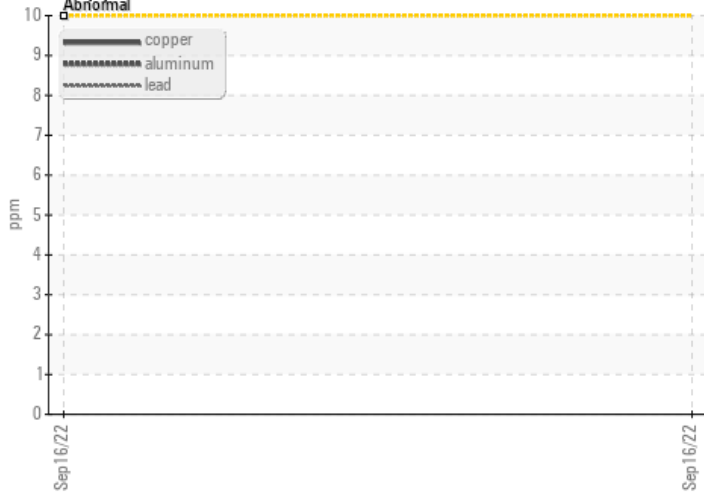 Abnormal
10
copper
9
aluminum
lead
8
7
6
ppm
5
4
3
2
1
0
Sep16/22
Sep16/22